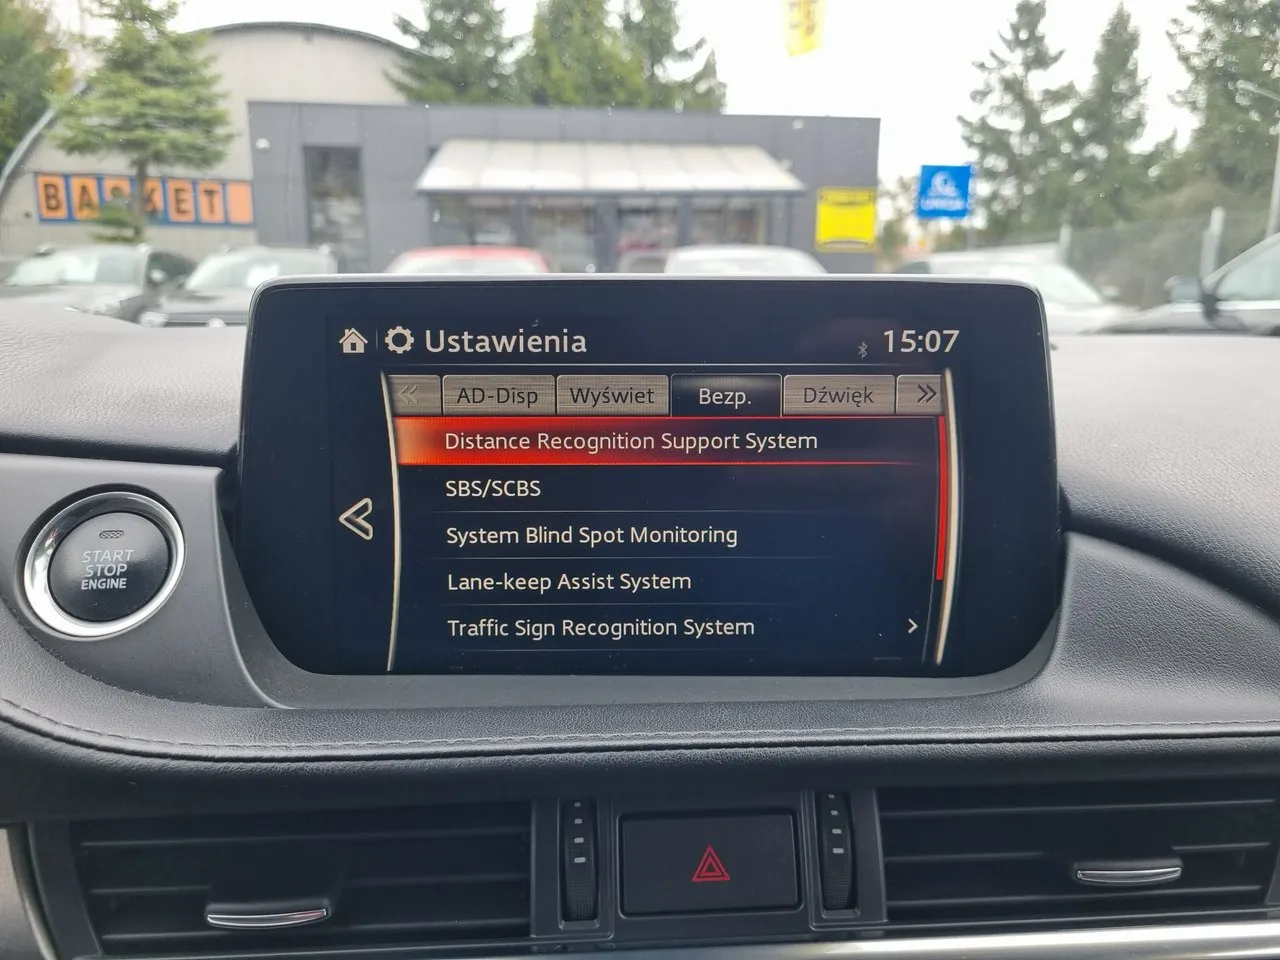 BASKET
Ustawienia
15:07
AD-Disp
Wyświet
Bezp.
Dźwięk
Distance Recognition Support System
SBS/SCBS
System Blind Spot Monitoring
Lane-keep Assist System
Traffic Sign Recognition System
START
STOP
ENGINE